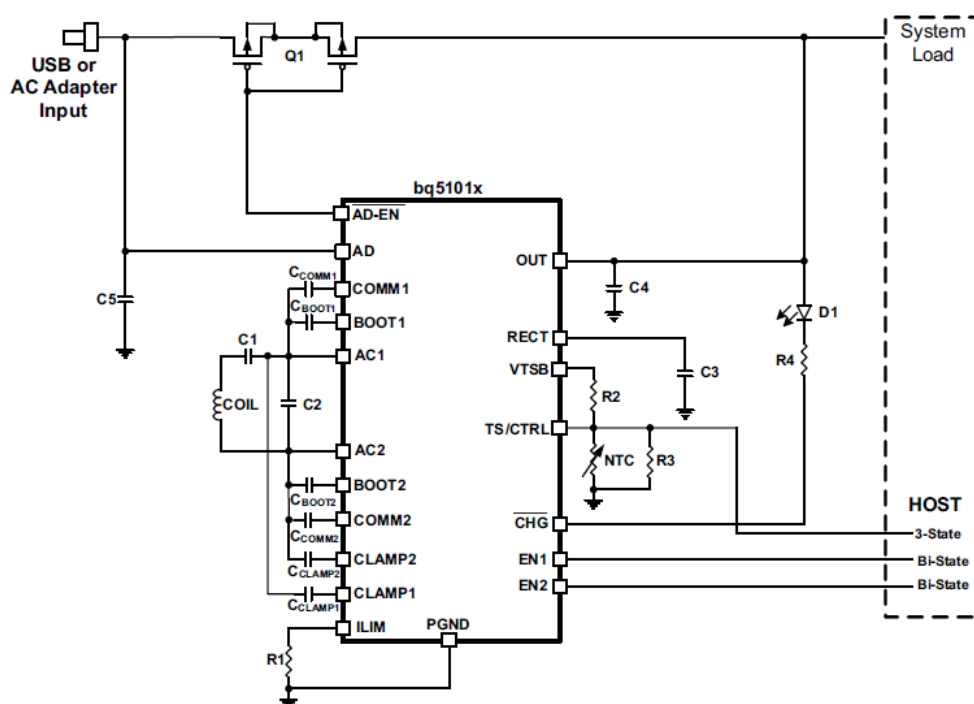 System
Load
Q1
USB or
AC Adapter
Input
bq5101x
AD-EN
AD
OUT
CCOMM1
C5
COMM1
C4
CBOOT1
D1
BOOT1
C1
RECT
AC1
R4
VTSB
C3
R2
COIL
C2
TS/CTRL
NTC
R3
AC2
BOOT2
CBOOT2
HOST
COMM2
CHG
3-State
CCOMM2
CLAMP2
EN1
Bi-State
CCLAMP2
EN2
Bi-State
CLAMP1
CCLAMP1
ILIM
PGND
R1